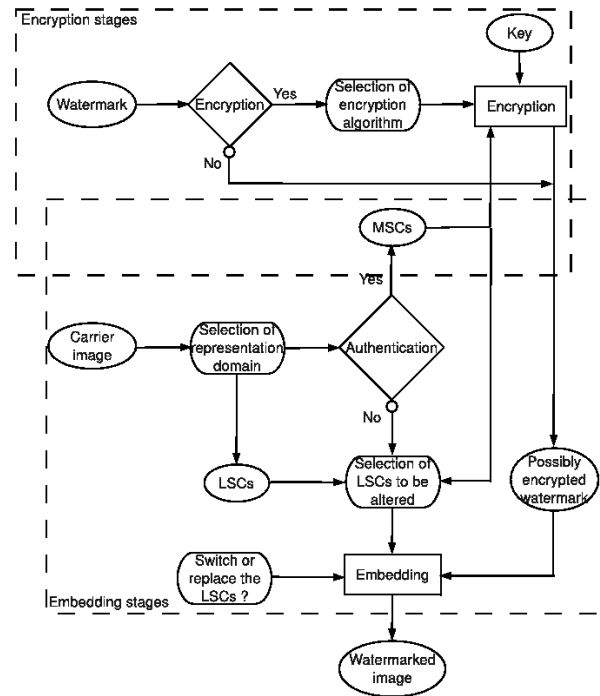 Encryption stages
Key
Watermark
Encryption
Yes
Selection of
encryption
algorithm
Encryption
No
MSCs
Yes
Carrier
image
Selection of
representation
domain
Authentication
No
LSCs
Selection of
LSCs to be
altered
Possibly
encrypted
watermark
Switch or
replace the
LSCs ?
Embedding
Embedding stages
Watermarked
image